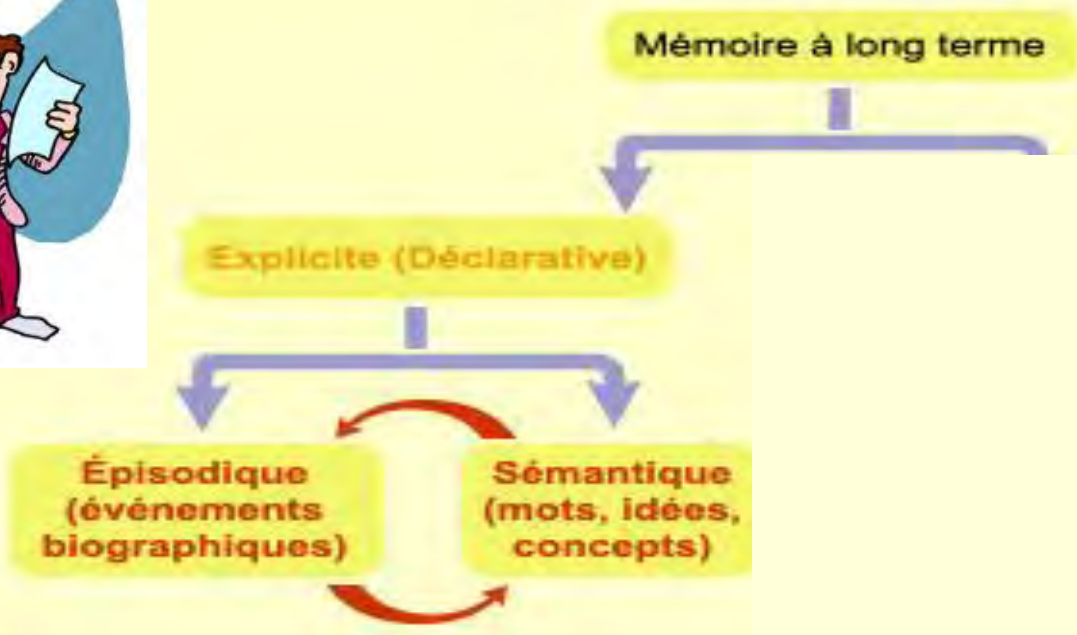 Mémoire à long terme
Explicite (Déclarative)
Épisodique
(événements
biographiques)
Sémantique
(mots, idées,
concepts)